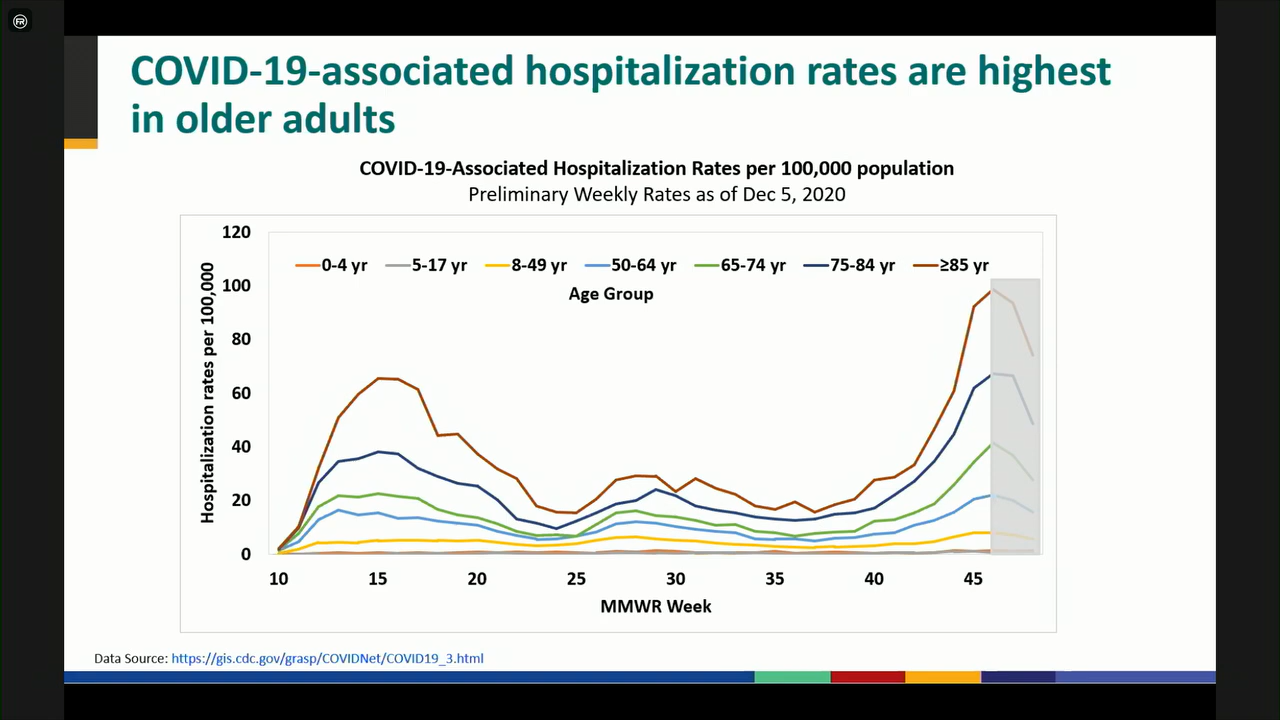 FR
COVID-19-associated hospitalization rates are highest
in older adults
COVID-19-Associated Hospitalization Rates per 100,000 population
Preliminary Weekly Rates as of Dec 5, 2020
Hospitalization rates per 100,000
120
100
80
60
40
20
0
0-4 yr 5-17 yr 8-49 yr 50-64 yr 65-74 yr 75-84 yr ≥85 yr
Age Group
10 15 20 25 30 35 40 45
MMWR Week
Data Source: https://gis.cdc.gov/grasp/COVIDNet/COVID19_3.html